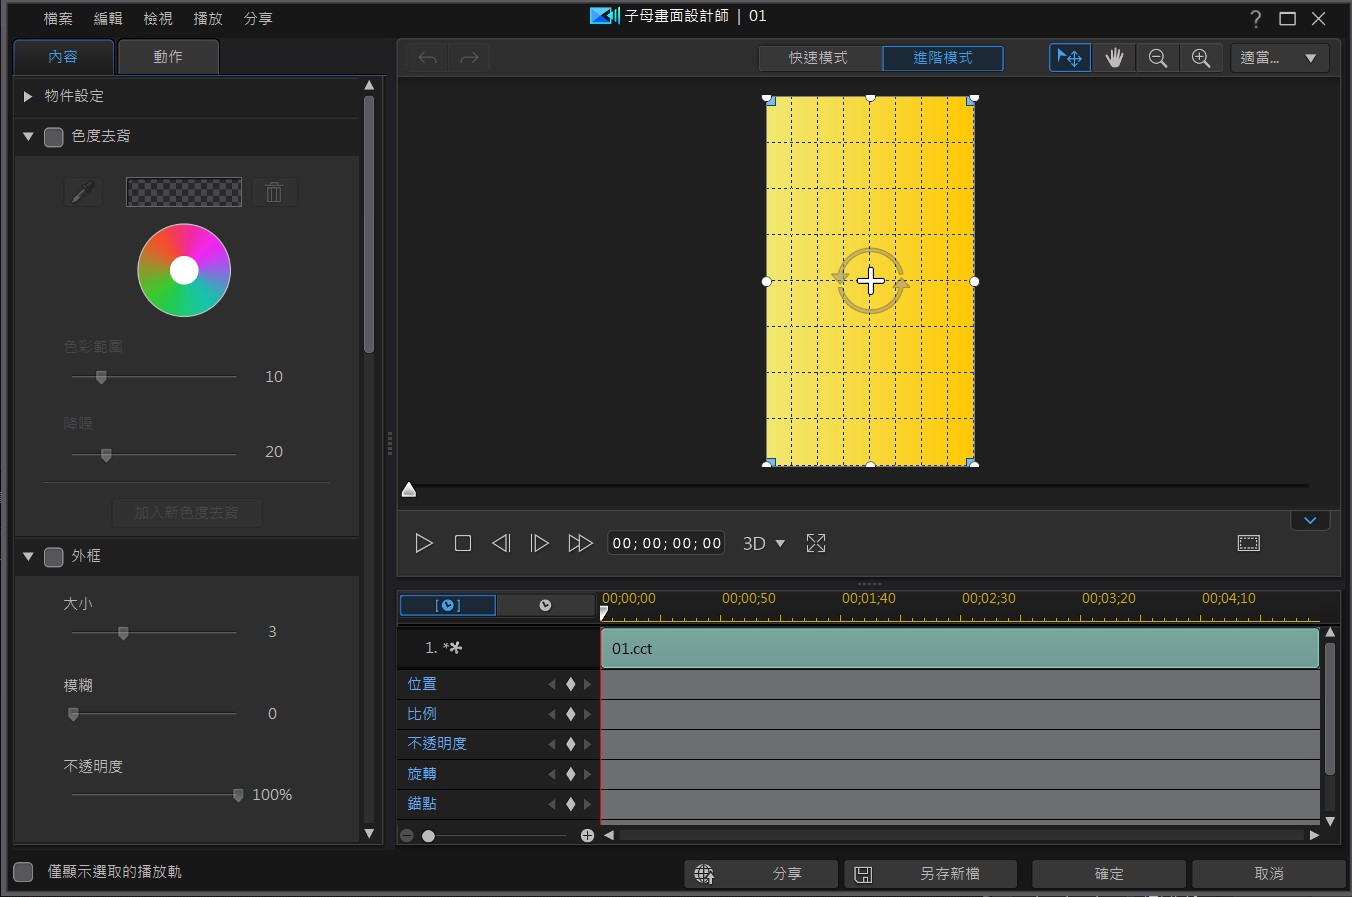 檔案 編輯 檢視 播放 分享
子母畫面設計師 | 01
?
內容 動作
快速模式 進階模式
適當...
物件設定
色度去背
色彩範圍
10
降噪
20
加入新色度去背
外框
大小
3
模糊
0
不透明度
100%
00; 00; 00; 00
3D
00;00;00 00;00;50 00;01;40 00;02;30 00;03;20 00;04;10
1.
01.cct
位置
比例
不透明度
旋轉
錨點
僅顯示選取的播放軌
分享 另存新檔 確定 取消